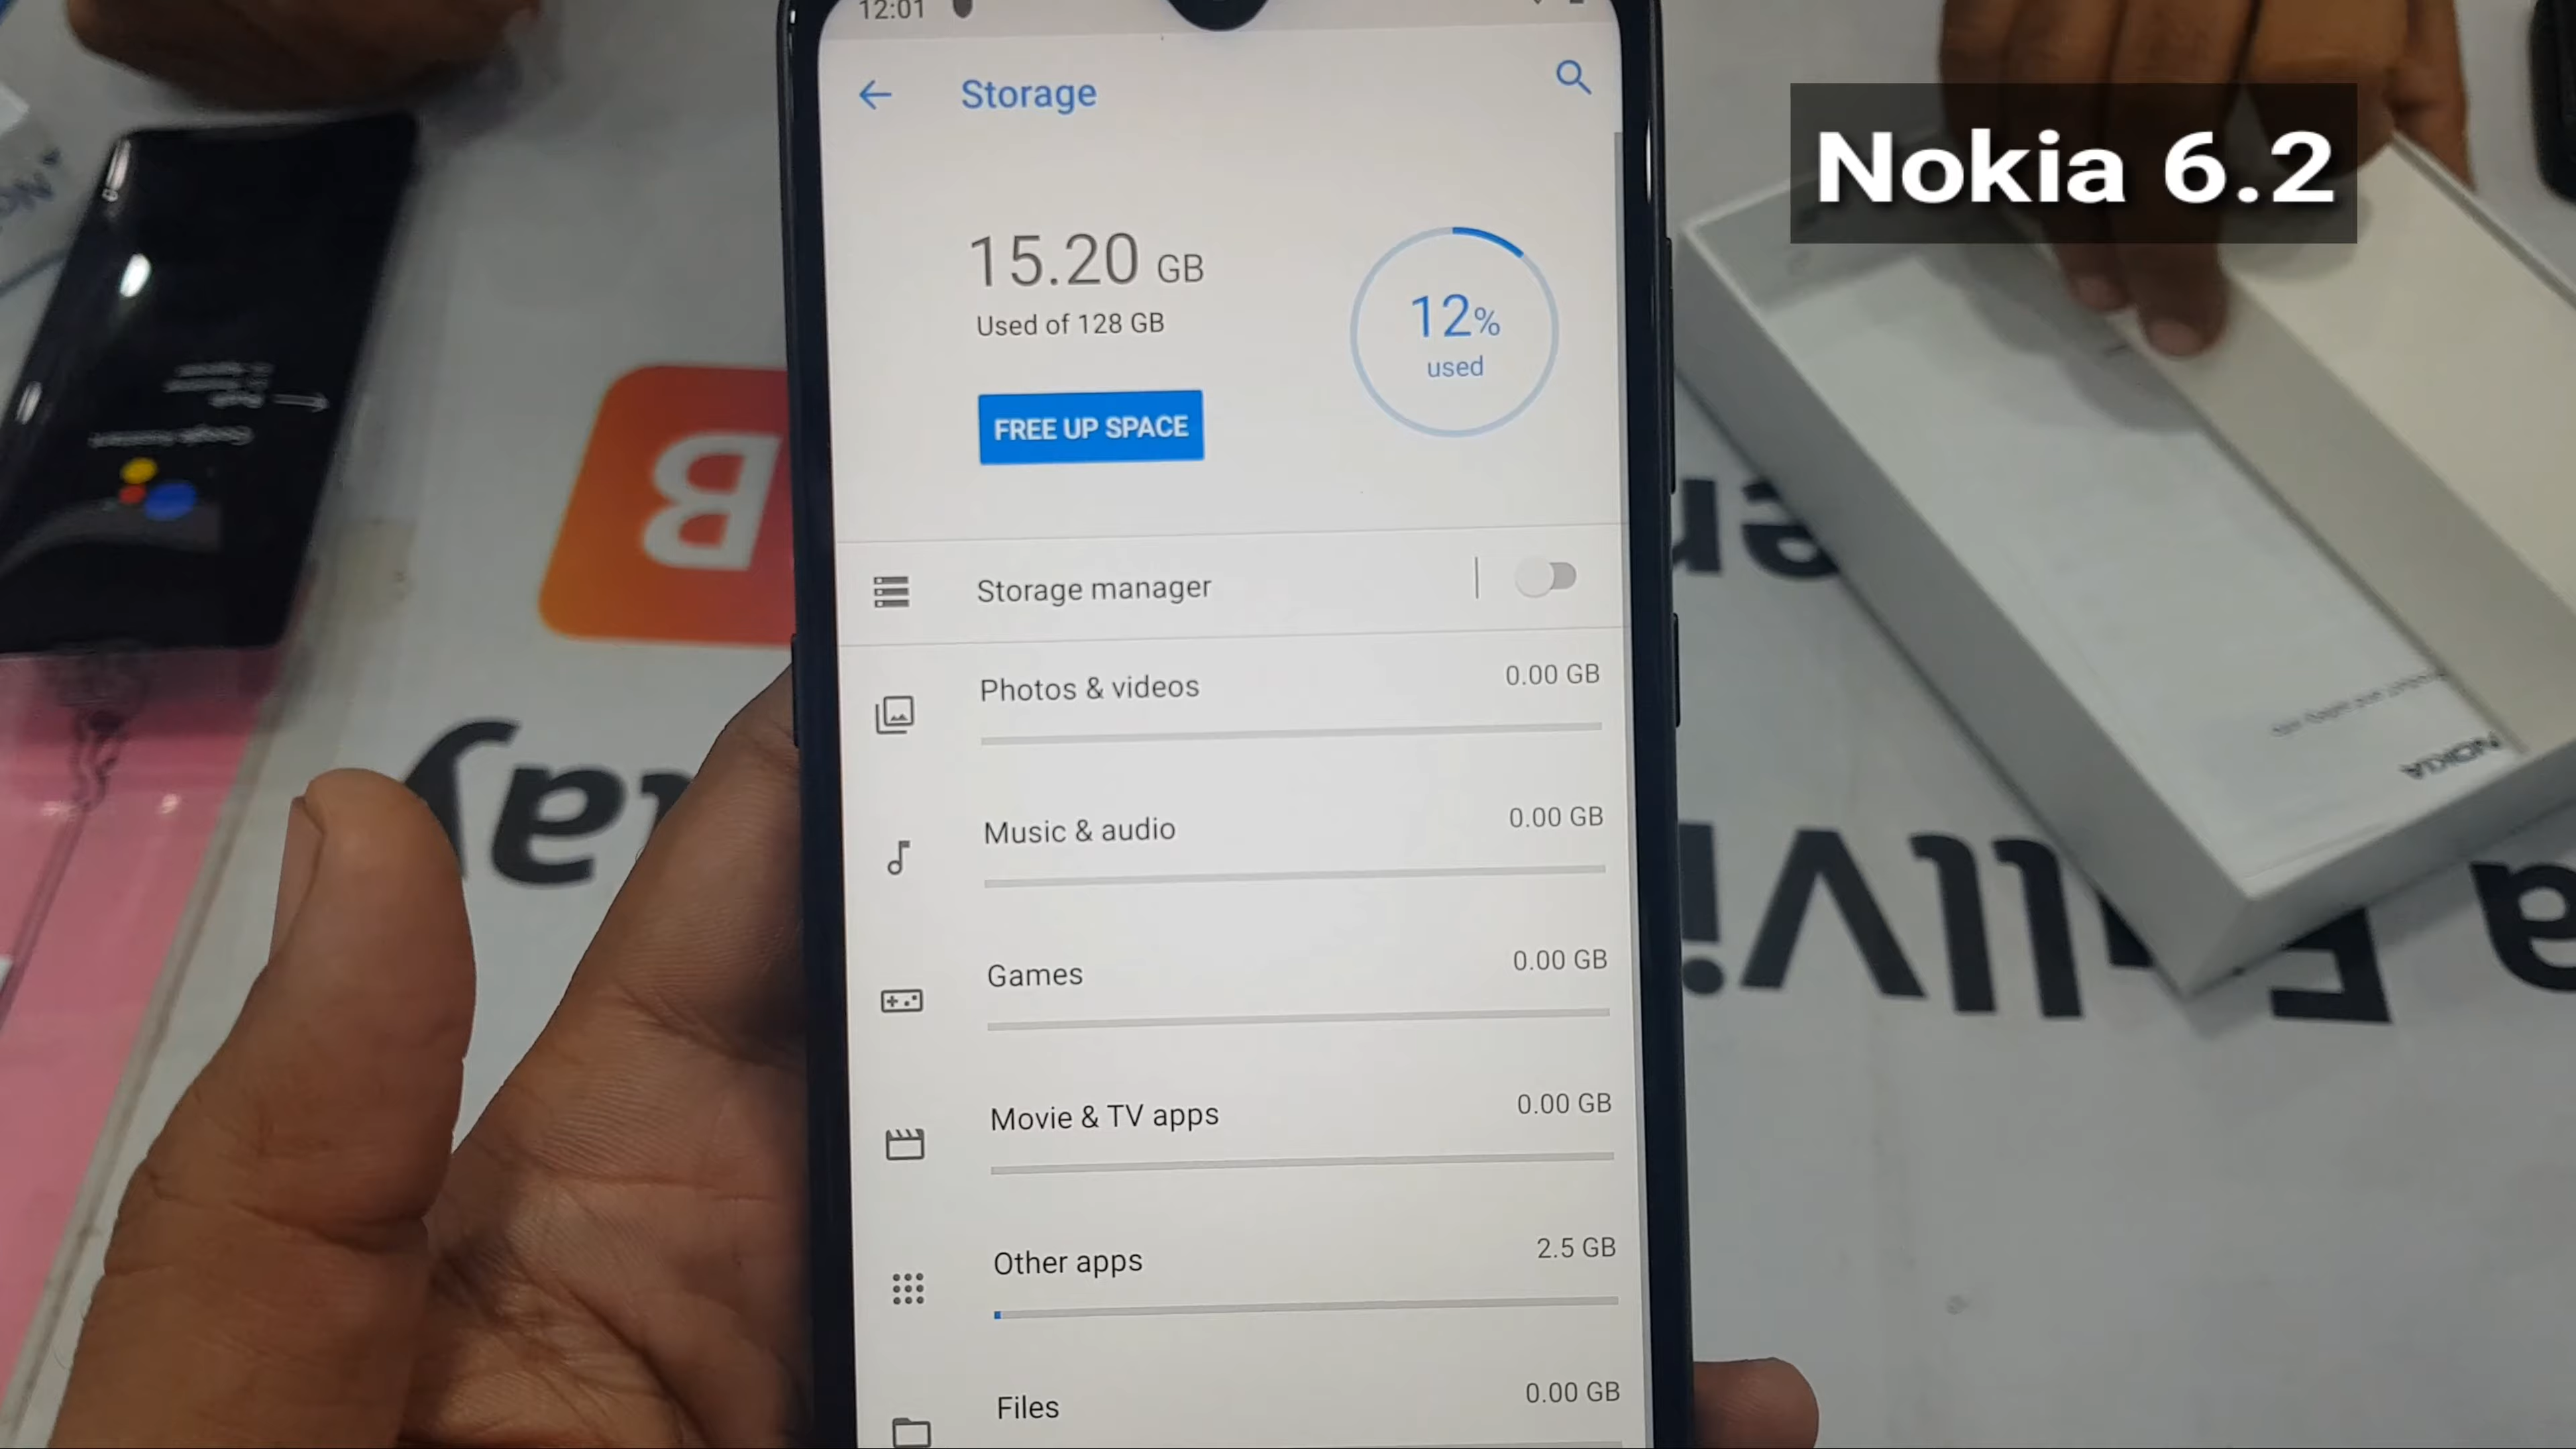 12:01
Storage
Nokia 6.2
15.20 GB
Used of 128 GB
12%
used
FREE UP SPACE
Storage manager
Photos & videos
0.00 GB
Music & audio
0.00 GB
Games
0.00 GB
Movie & TV apps
0.00 GB
Other apps
2.5 GB
Files
0.00 GB
B
NOKIA